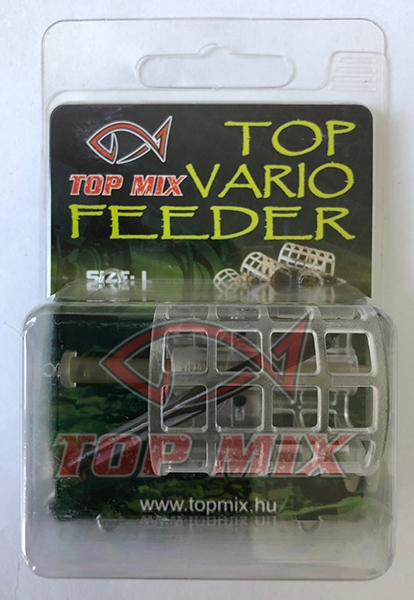 TOP
TOP MIX VARIO
FEEDER
SIZE: L
TOP MIX
www.topmix.hu